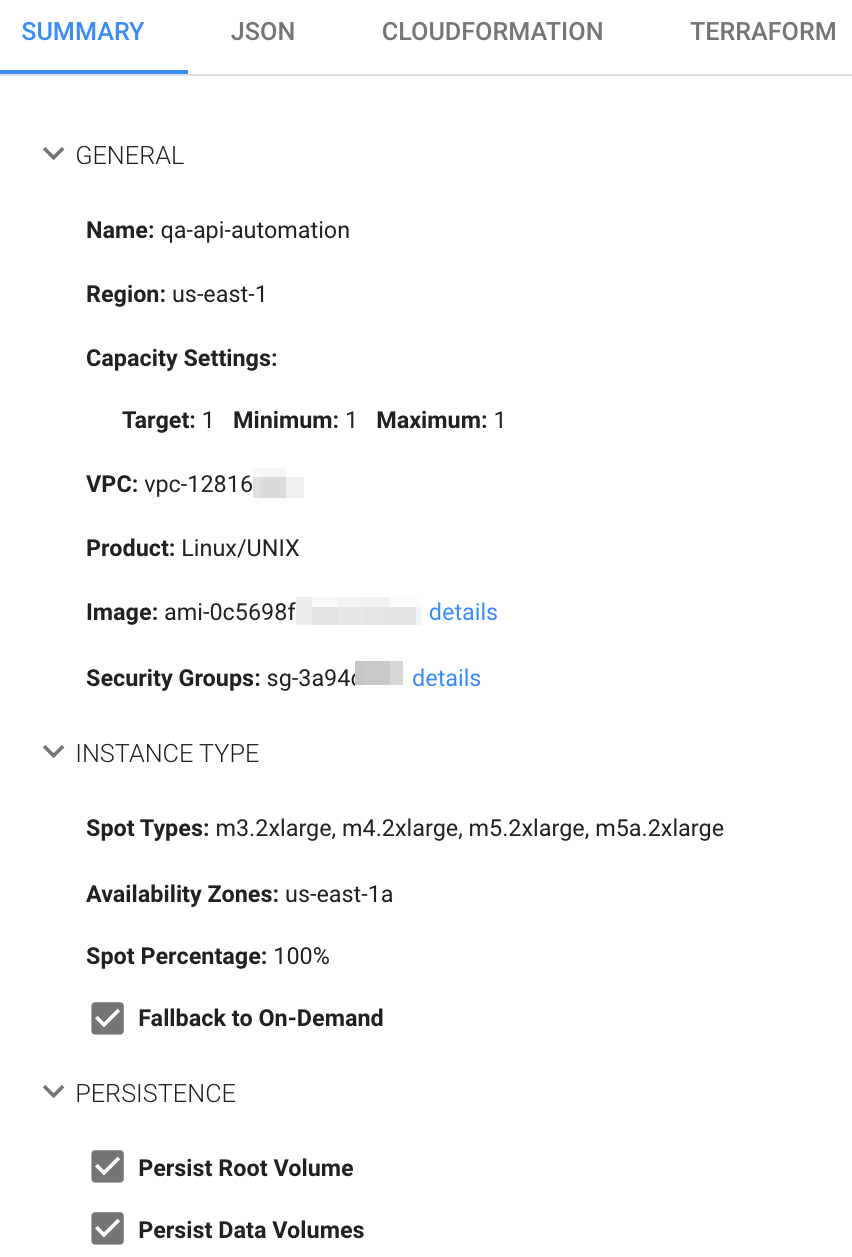 SUMMARY JSON CLOUDFORMATION TERRAFORM
GENERAL
Name: qa-api-automation
Region: us-east-1
Capacity Settings:
Target: 1 Minimum: 1 Maximum: 1
VPC: vpc-12816
Product: Linux/UNIX
Image: ami-0c5698f details
Security Groups: sg-3a94 details
INSTANCE TYPE
Spot Types: m3.2xlarge, m4.2xlarge, m5.2xlarge, m5a.2xlarge
Availability Zones: us-east-1a
Spot Percentage: 100%
Fallback to On-Demand
PERSISTENCE
Persist Root Volume
Persist Data Volumes